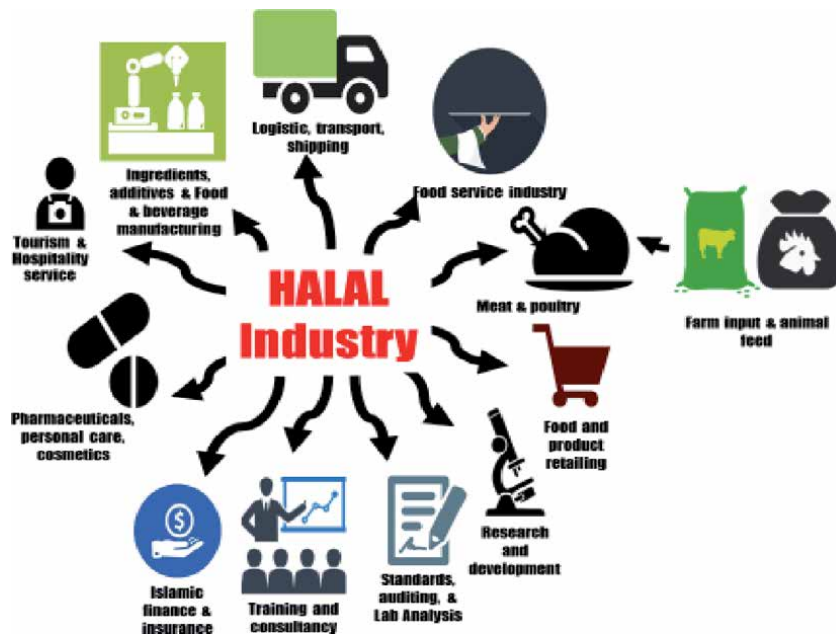 Logistic, transport,
shipping
Ingredients,
additives & Food
& beverage
manufacturing
Food service industry
Tourism &
Hospitality
service
HALAL
Industry
Meat & poultry
Farm input & animal
feed
Pharmaceuticals,
personal care,
cosmetics
Food and
product
retailing
Research
and
development
Islamic
finance &
insurance
Training and
consultancy
Standards,
auditing, &
Lab Analysis